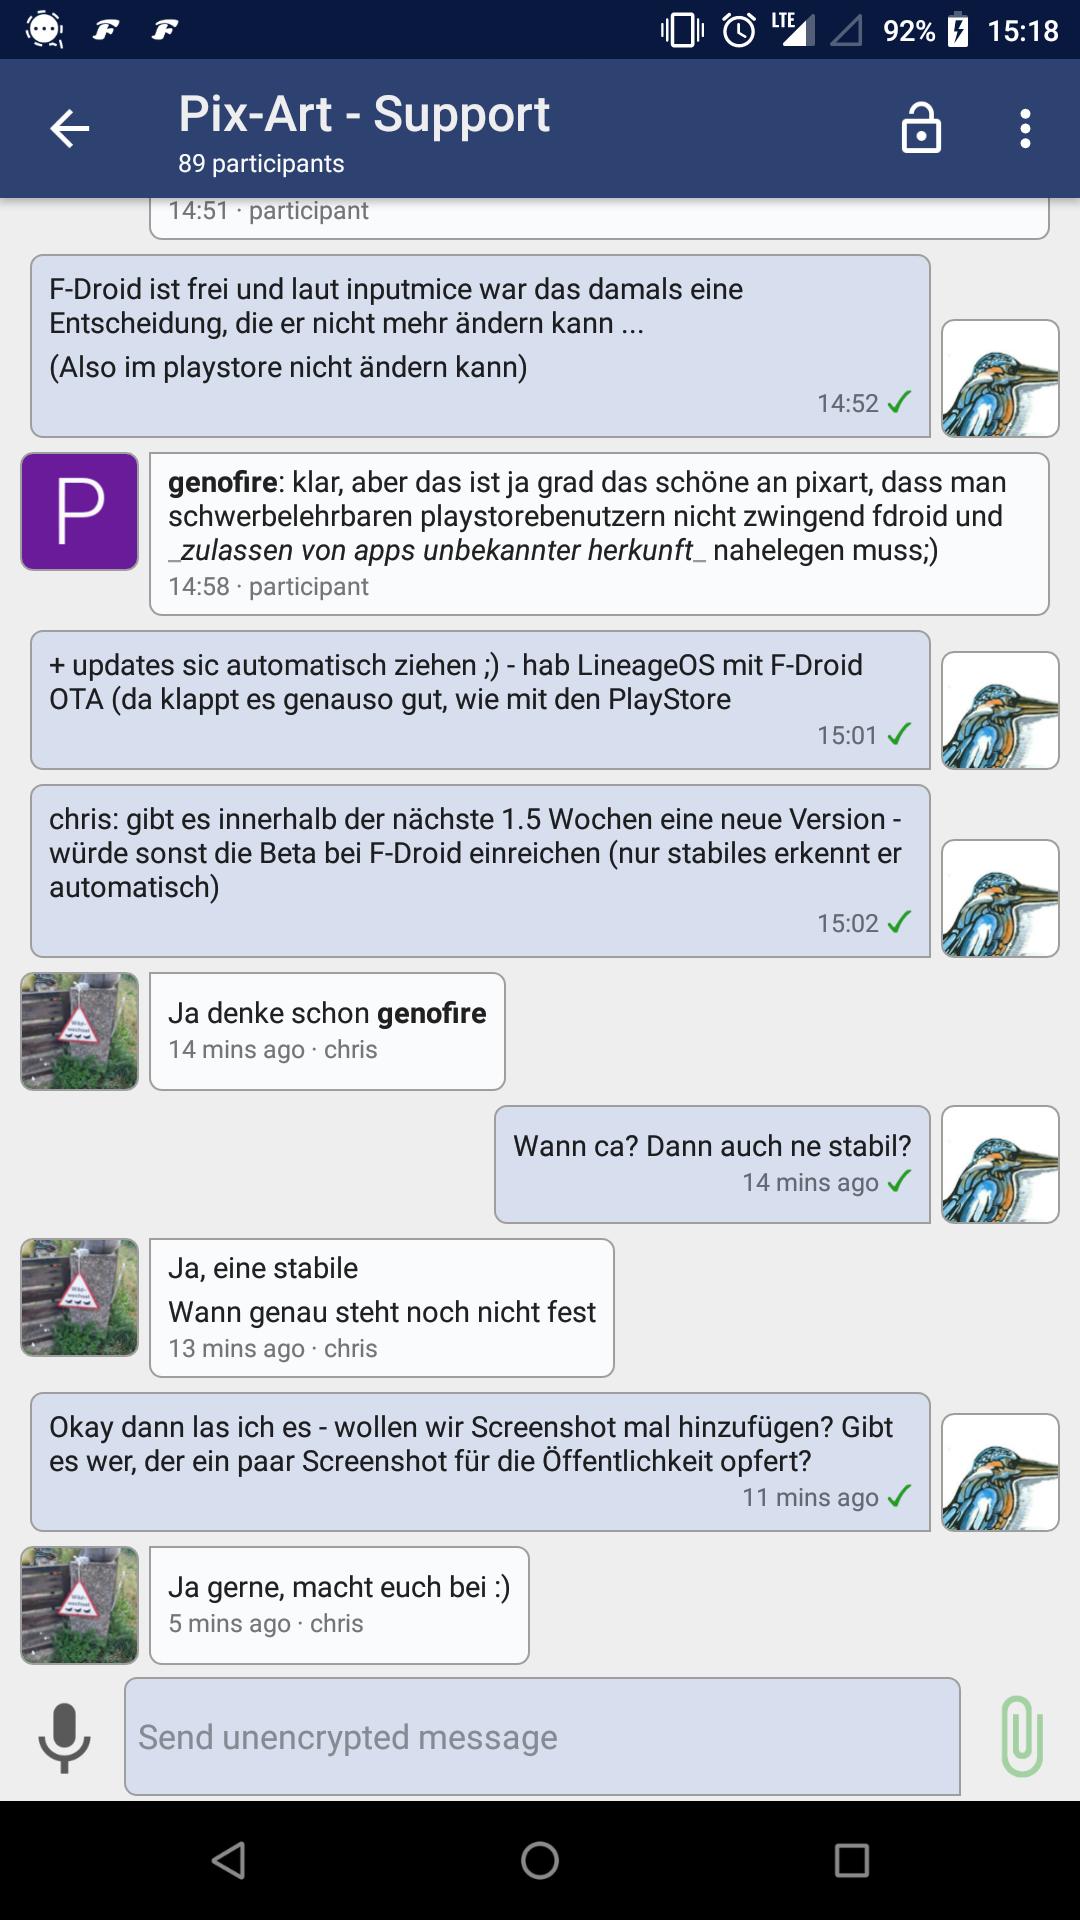 LTE 92% 15:18
Pix-Art - Support
89 participants
14:51 · participant
F-Droid ist frei und laut inputmice war das damals eine
Entscheidung, die er nicht mehr ändern kann ...
(Also im playstore nicht ändern kann)
14:52
P
genofire: klar, aber das ist ja grad das schöne an pixart, dass man
schwerbelehrbaren playstorebenutzern nicht zwingend fdroid und
_zulassen von apps unbekannter herkunft_ nahelegen muss;)
14:58 · participant
+ updates sic automatisch ziehen ;) - hab LineageOS mit F-Droid
OTA (da klappt es genauso gut, wie mit den PlayStore
15:01
chris: gibt es innerhalb der nächste 1.5 Wochen eine neue Version -
würde sonst die Beta bei F-Droid einreichen (nur stabiles erkennt er
automatisch)
15:02
Ja denke schon genofire
14 mins ago · chris
Wann ca? Dann auch ne stabil?
14 mins ago
Ja, eine stabile
Wann genau steht noch nicht fest
13 mins ago · chris
Okay dann las ich es - wollen wir Screenshot mal hinzufügen? Gibt
es wer, der ein paar Screenshot für die Öffentlichkeit opfert?
11 mins ago
Ja gerne, macht euch bei :)
5 mins ago · chris
Send unencrypted message